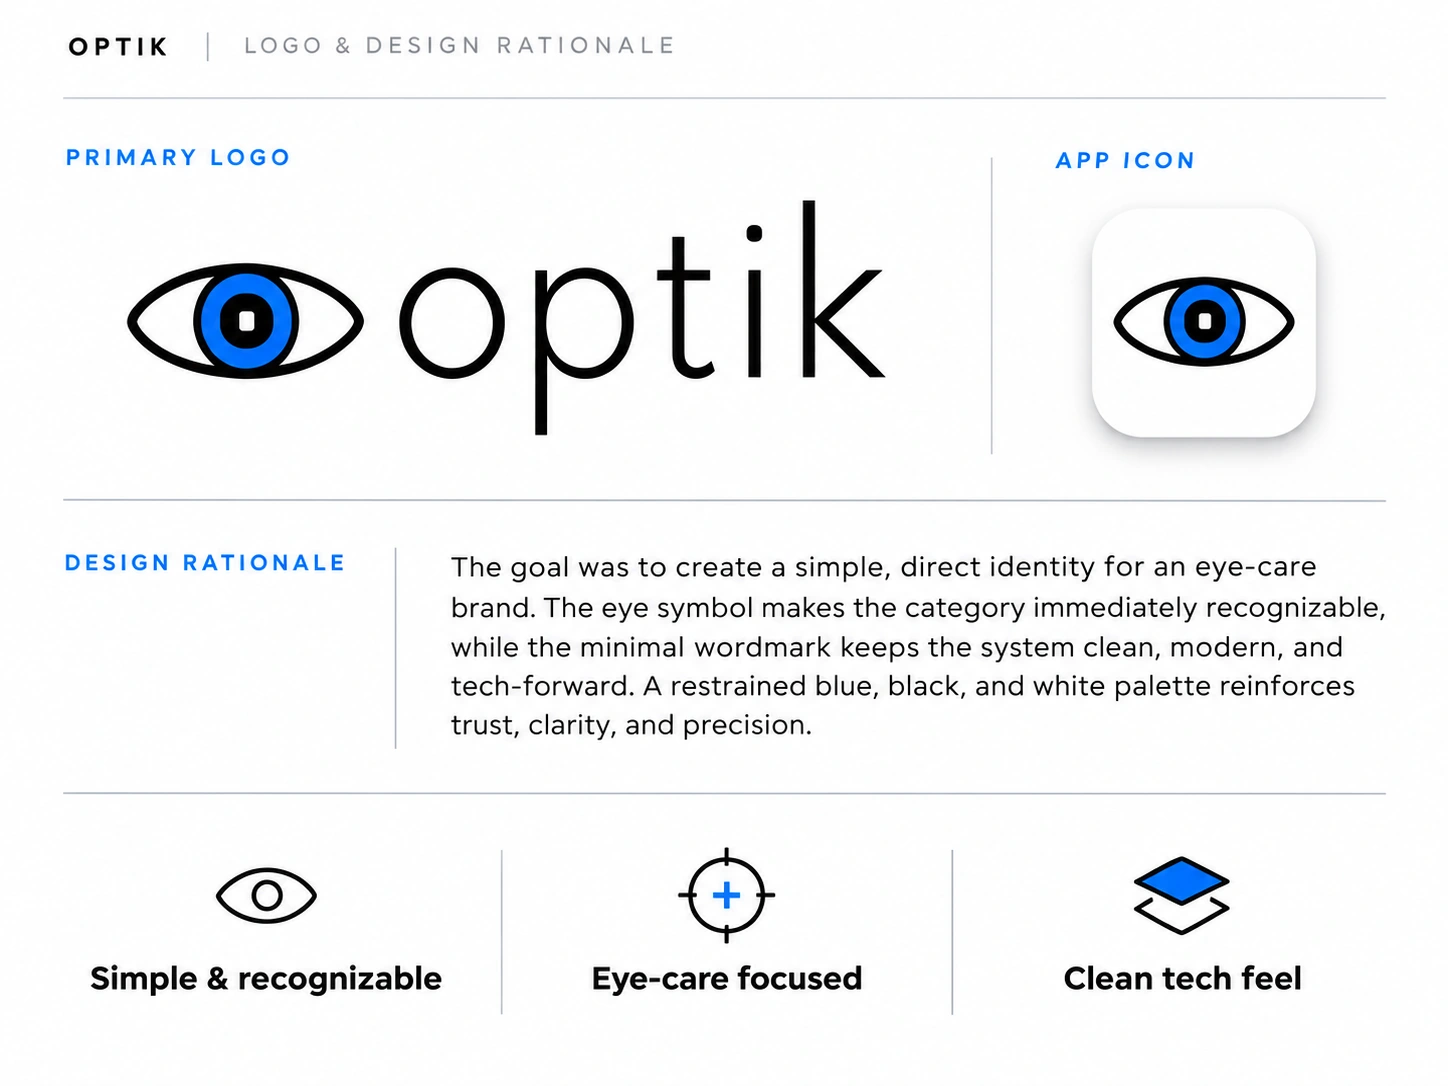 OPTIK | LOGO & DESIGN RATIONALE
PRIMARY LOGO
APP ICON
optik
DESIGN RATIONALE
The goal was to create a simple, direct identity for an eye-care
brand. The eye symbol makes the category immediately recognizable,
while the minimal wordmark keeps the system clean, modern, and
tech-forward. A restrained blue, black, and white palette reinforces
trust, clarity, and precision.
Simple & recognizable
Eye-care focused
Clean tech feel